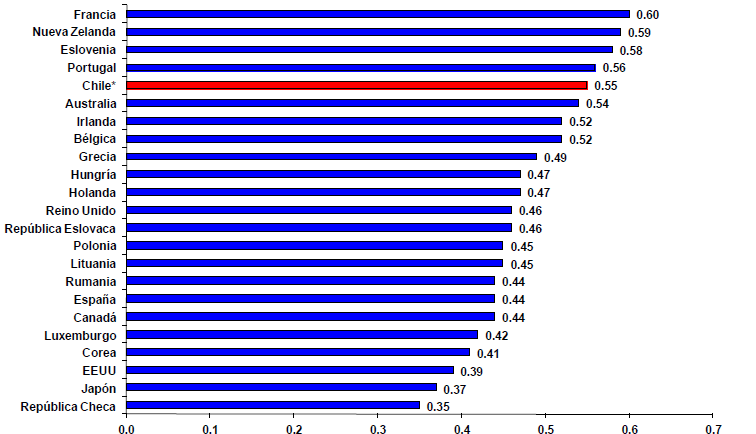 Francia 0.60
Nueva Zelanda 0.59
Eslovenia 0.58
Portugal 0.56
Chile* 0.55
Australia 0.54
Irlanda 0.52
Bélgica 0.52
Grecia 0.49
Hungría 0.47
Holanda 0.47
Reino Unido 0.46
República Eslovaca 0.46
Polonia 0.45
Lituania 0.45
Rumania 0.44
España 0.44
Canadá 0.44
Luxemburgo 0.42
Corea 0.41
EEUU 0.39
Japón 0.37
República Checa 0.35
0.0 0.1 0.2 0.3 0.4 0.5 0.6 0.7